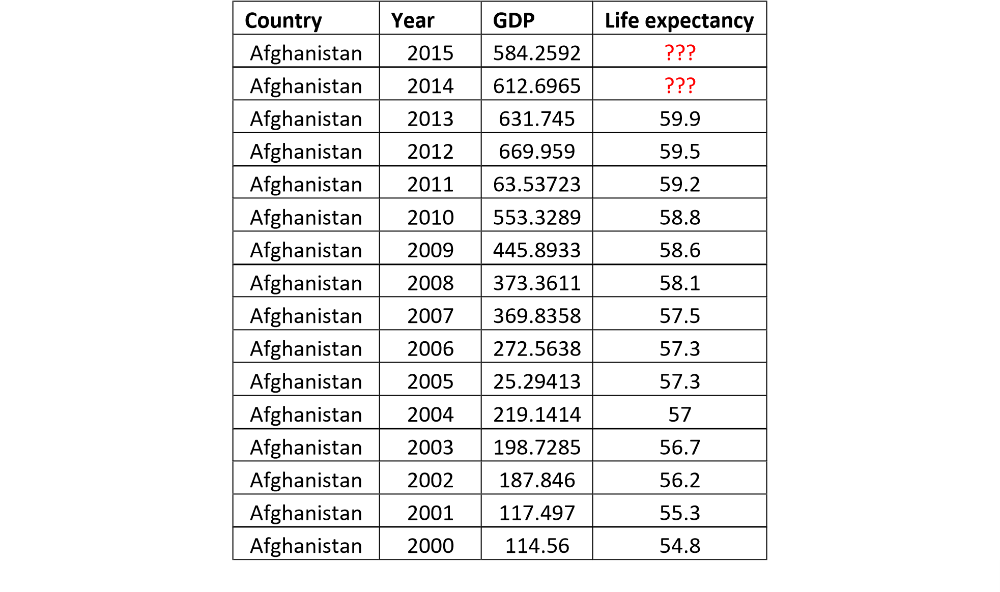 Country Year GDP Life expectancy
Afghanistan 2015 584.2592 ???
Afghanistan 2014 612.6965 ???
Afghanistan 2013 631.745 59.9
Afghanistan 2012 669.959 59.5
Afghanistan 2011 63.53723 59.2
Afghanistan 2010 553.3289 58.8
Afghanistan 2009 445.8933 58.6
Afghanistan 2008 373.3611 58.1
Afghanistan 2007 369.8358 57.5
Afghanistan 2006 272.5638 57.3
Afghanistan 2005 25.29413 57.3
Afghanistan 2004 219.1414 57
Afghanistan 2003 198.7285 56.7
Afghanistan 2002 187.846 56.2
Afghanistan 2001 117.497 55.3
Afghanistan 2000 114.56 54.8